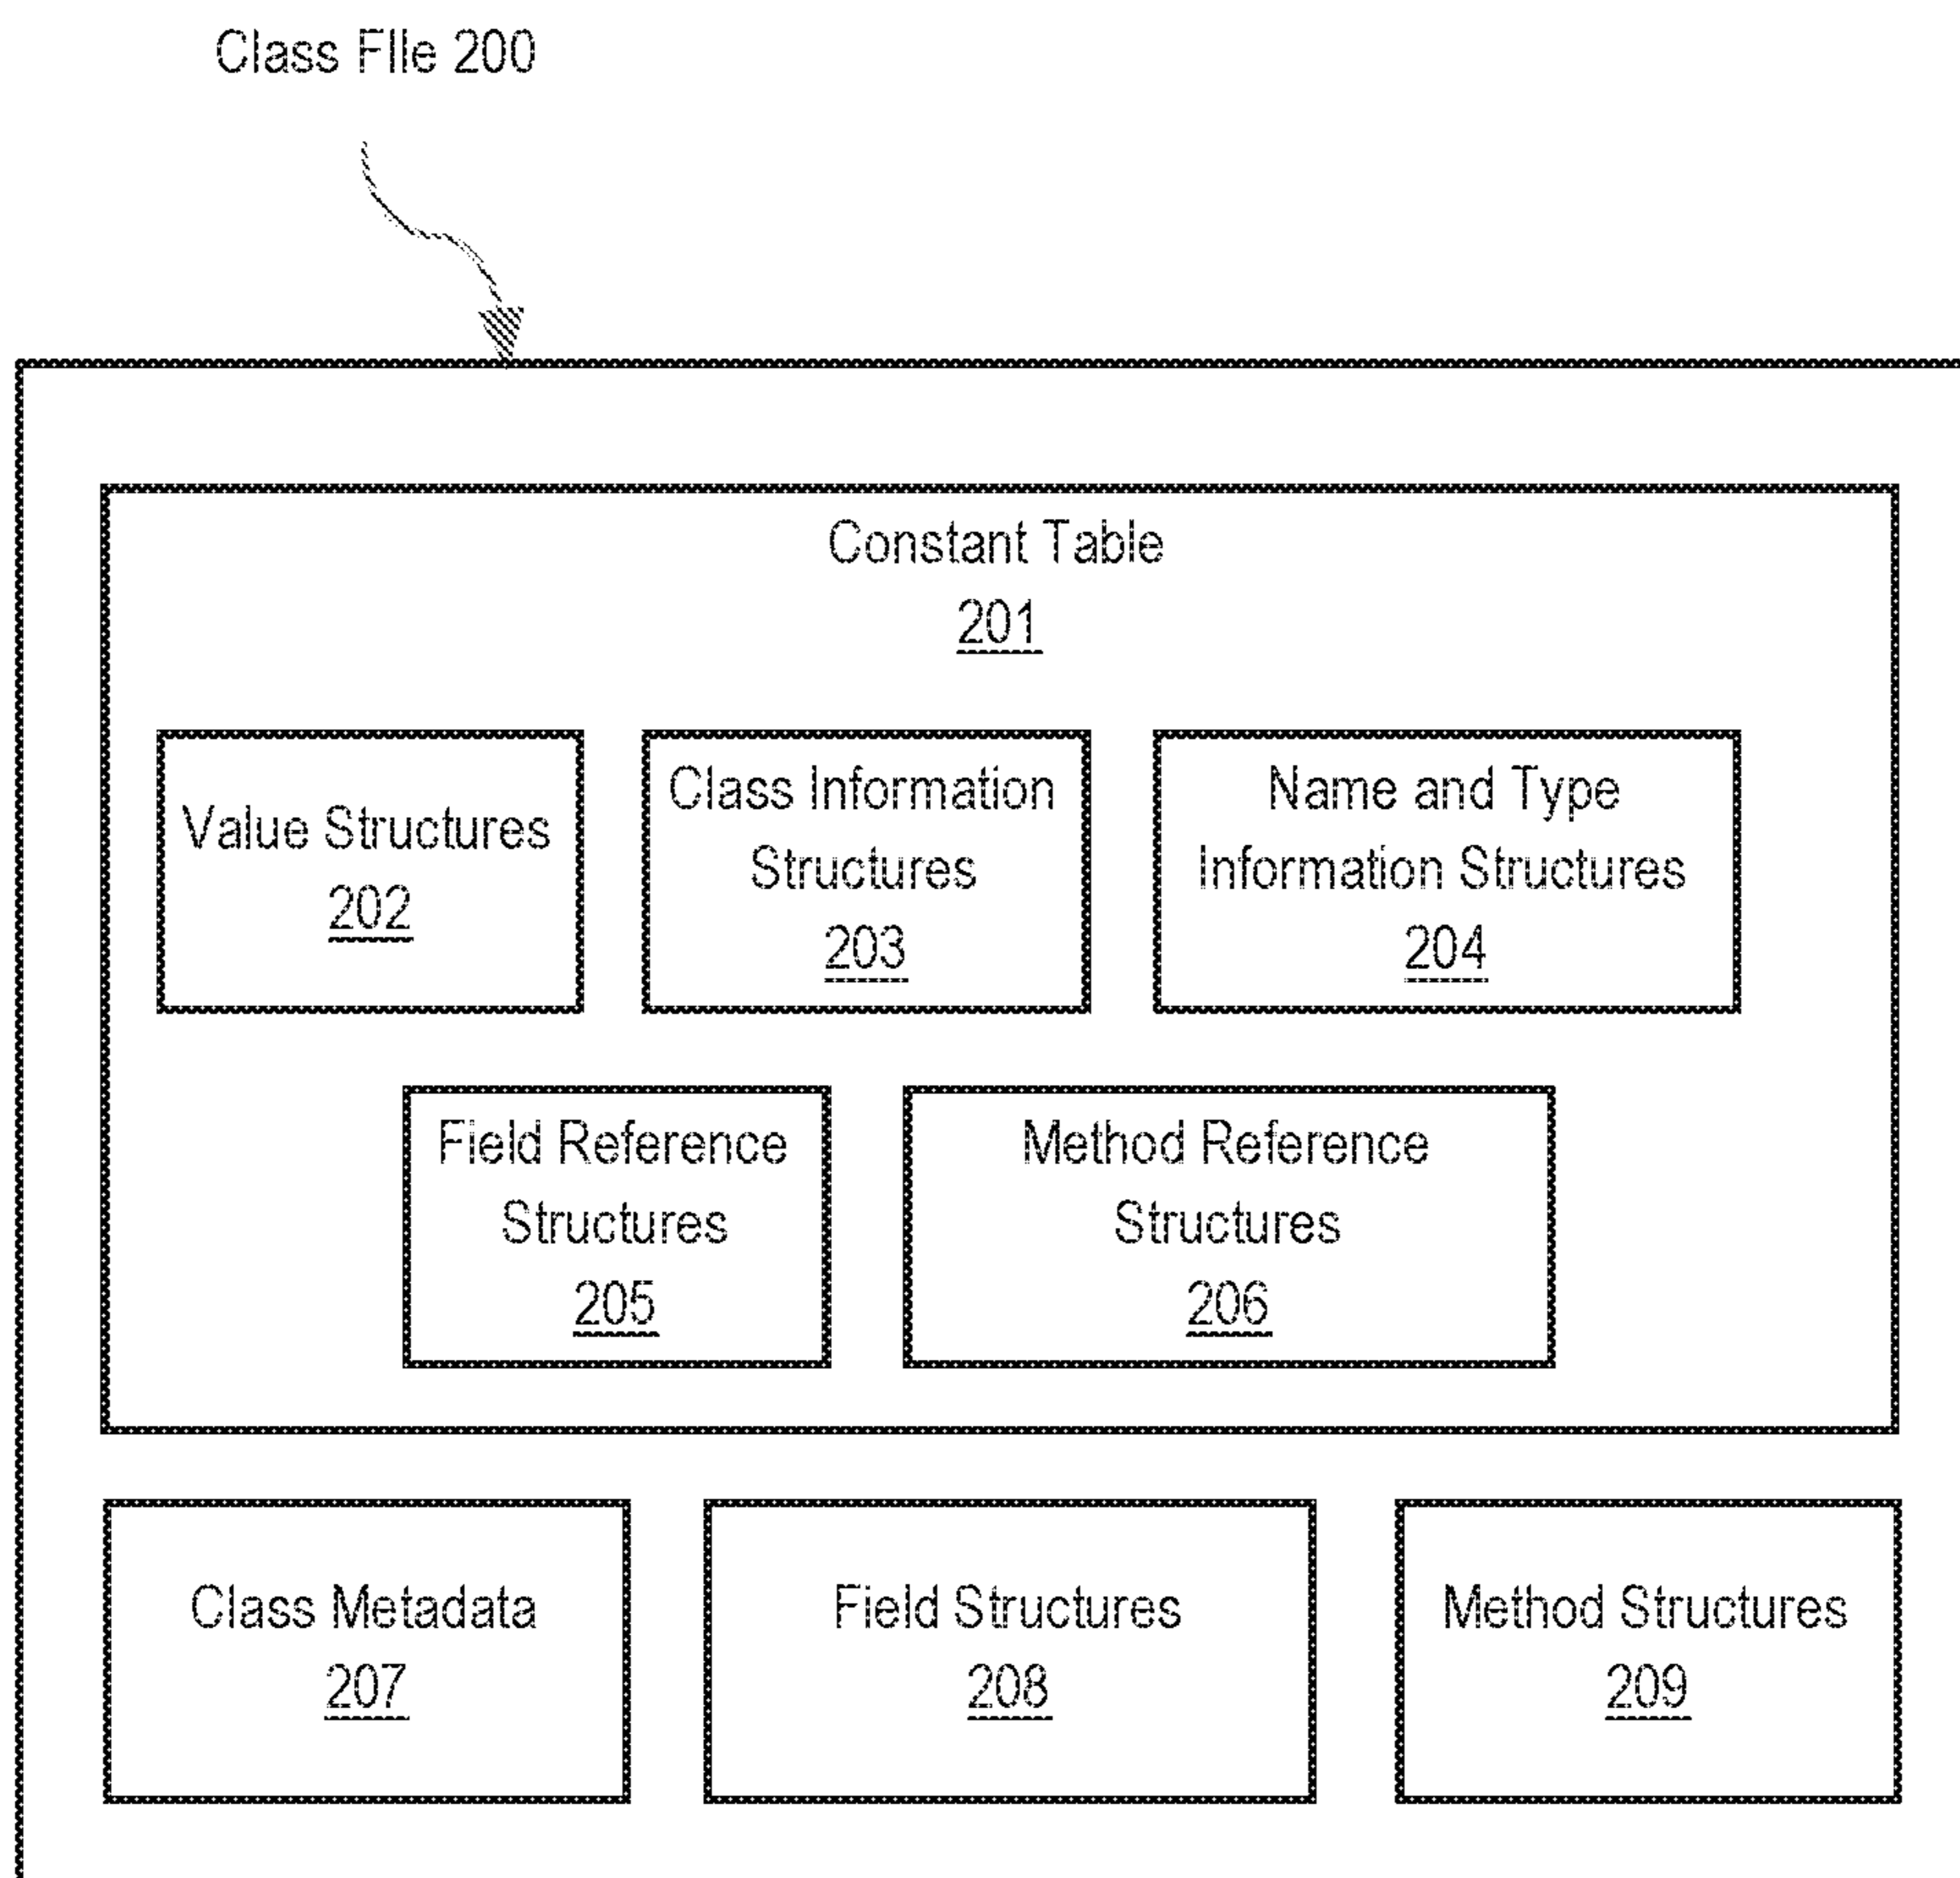 Class FIle 200
Constant Table
201
Value Structures
202
Class Information
Structures
203
Name and Type
Information Structures
204
Field Reference
Structures
205
Method Reference
Structures
206
Class Metadata
207
Field Structures
208
Method Structures
209